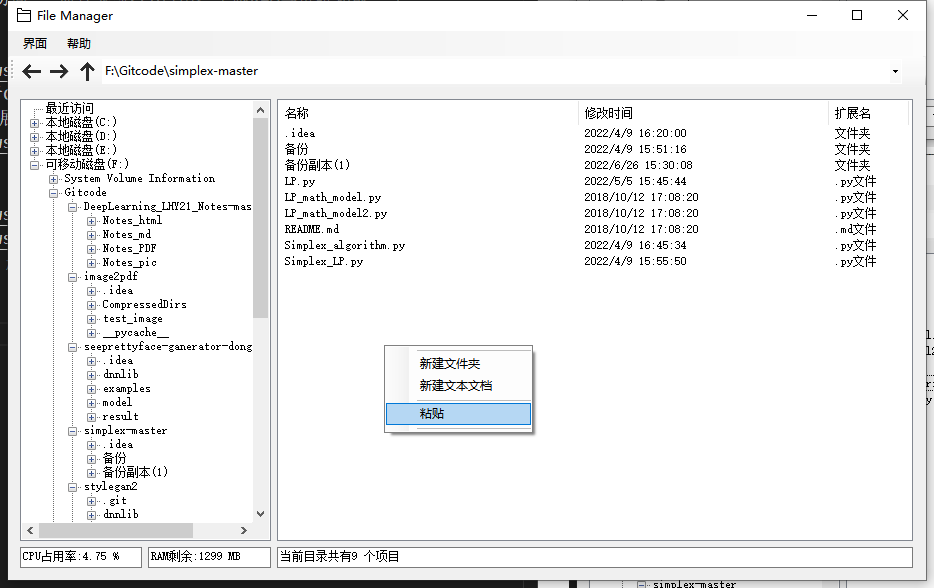 File Manager
界面 帮助
F:\Gitcode\simplex-master
最近访问
本地磁盘(C:)
本地磁盘(D:)
本地磁盘(E:)
可移动磁盘(F:)
System Volume Information
Gitcode
DeepLearning_LHY21_Notes-mas
Notes_html
Notes_md
Notes_PDF
Notes_pic
image2pdf
.idea
CompressedDirs
test_image
__pycache__
seeprettyface-ganerator-dong
.idea
dnnlib
examples
model
result
simplex-master
.idea
备份
备份副本(1)
stylegan2
.git
dnnlib
名称 修改时间 扩展名
.idea 2022/4/9 16:20:00 文件夹
备份 2022/4/9 15:51:16 文件夹
备份副本(1) 2022/6/26 15:30:08 文件夹
LP.py 2022/5/5 15:45:44 .py文件
LP_math_model.py 2018/10/12 17:08:20 .py文件
LP_math_model2.py 2018/10/12 17:08:20 .py文件
README.md 2018/10/12 17:08:20 .md文件
Simplex_algorithm.py 2022/4/9 16:45:34 .py文件
Simplex_LP.py 2022/4/9 15:55:50 .py文件
新建文件夹
新建文本文档
粘贴
CPU占用率:4.75 % RAM剩余:1299 MB 当前目录共有9 个项目
simplex-master